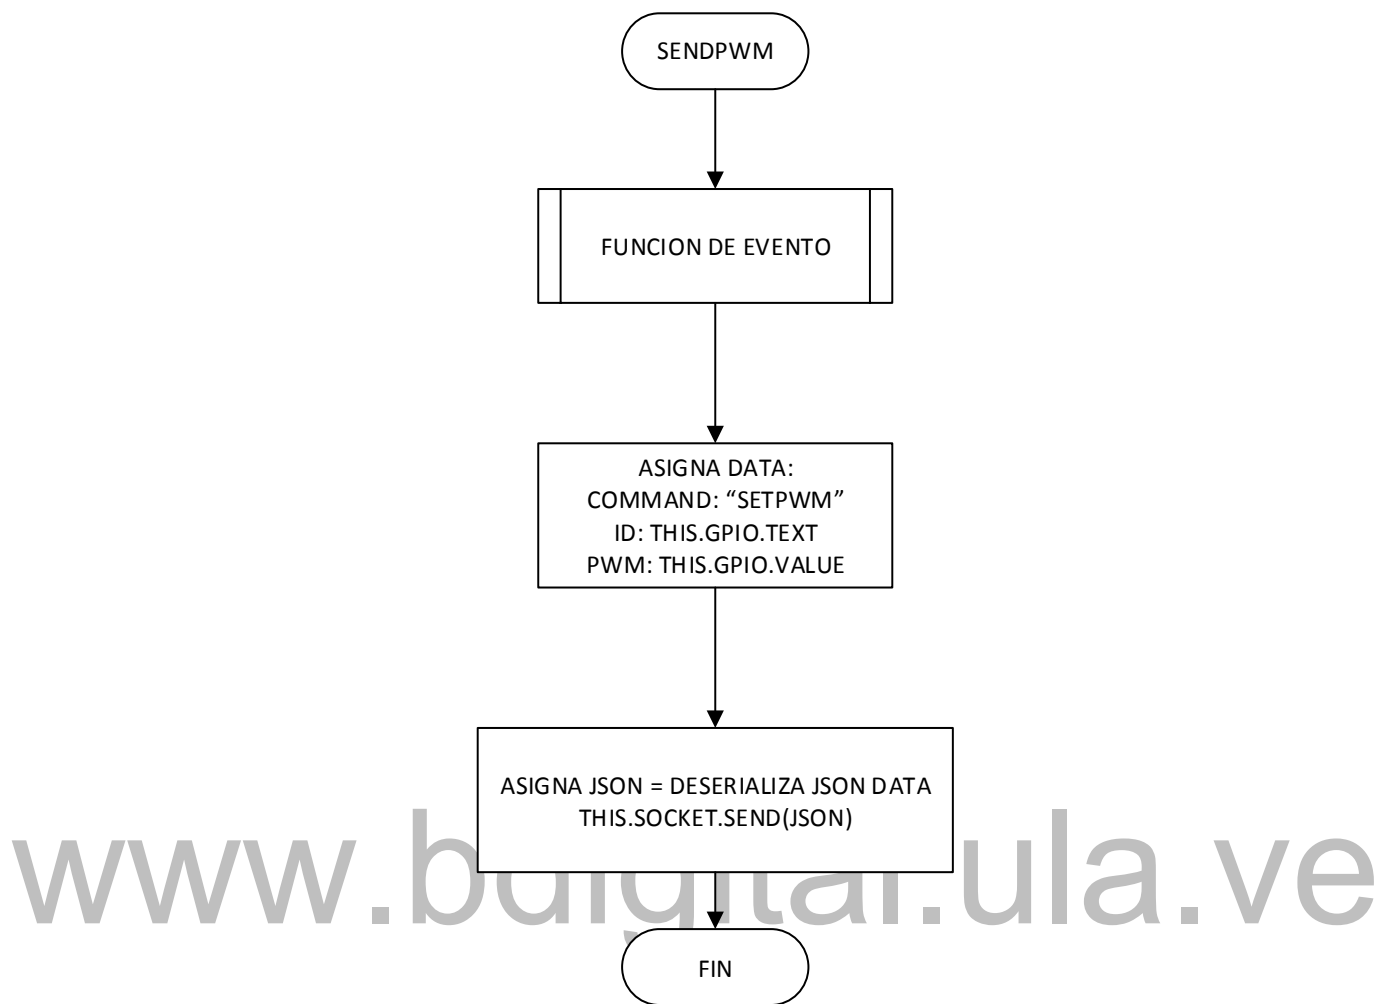 SENDPWM
FUNCION DE EVENTO
ASIGNA DATA:
COMMAND: “SETPWM”
ID: THIS.GPIO.TEXT
PWM: THIS.GPIO.VALUE
ASIGNA JSON = DESERIALIZA JSON DATA
THIS.SOCKET.SEND(JSON)
www.bdigital.ula.ve
FIN